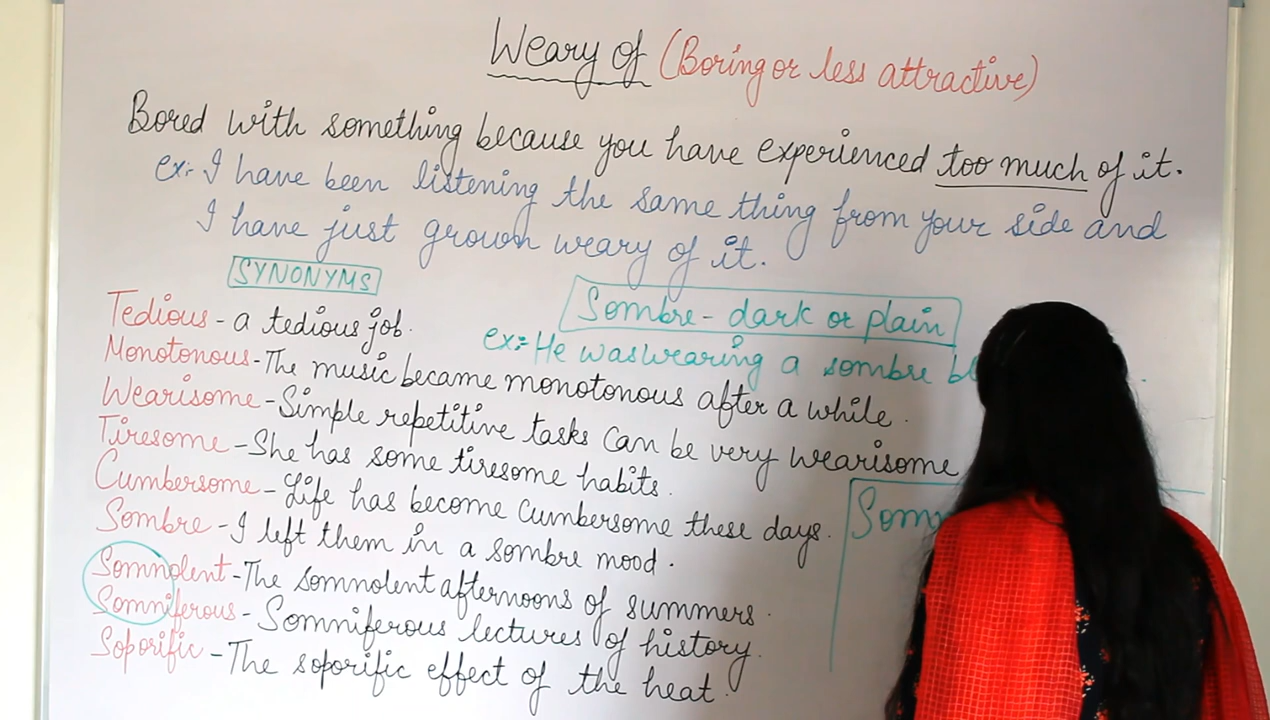 Weary of (Boring or less attractive)
Bored with something because you have experienced too much of it.
ex:- I have been listening the same thing from your side and
I have just grown weary of it.
SYNONYMS
Tedious - a tedious job.
Monotonous - The music became monotonous after a while.
Wearisome - Simple repetitive tasks can be very wearisome
Tiresome - She has some tiresome habits.
Cumbersome - Life has become cumbersome these days.
Sombre - I left them in a sombre mood.
Somnolent - The somnolent afternoons of summers.
Somniferous - Somniferous lectures of history.
Soporific - The soporific effect of the heat.
Sombre - dark or plain
ex:- He was wearing a sombre